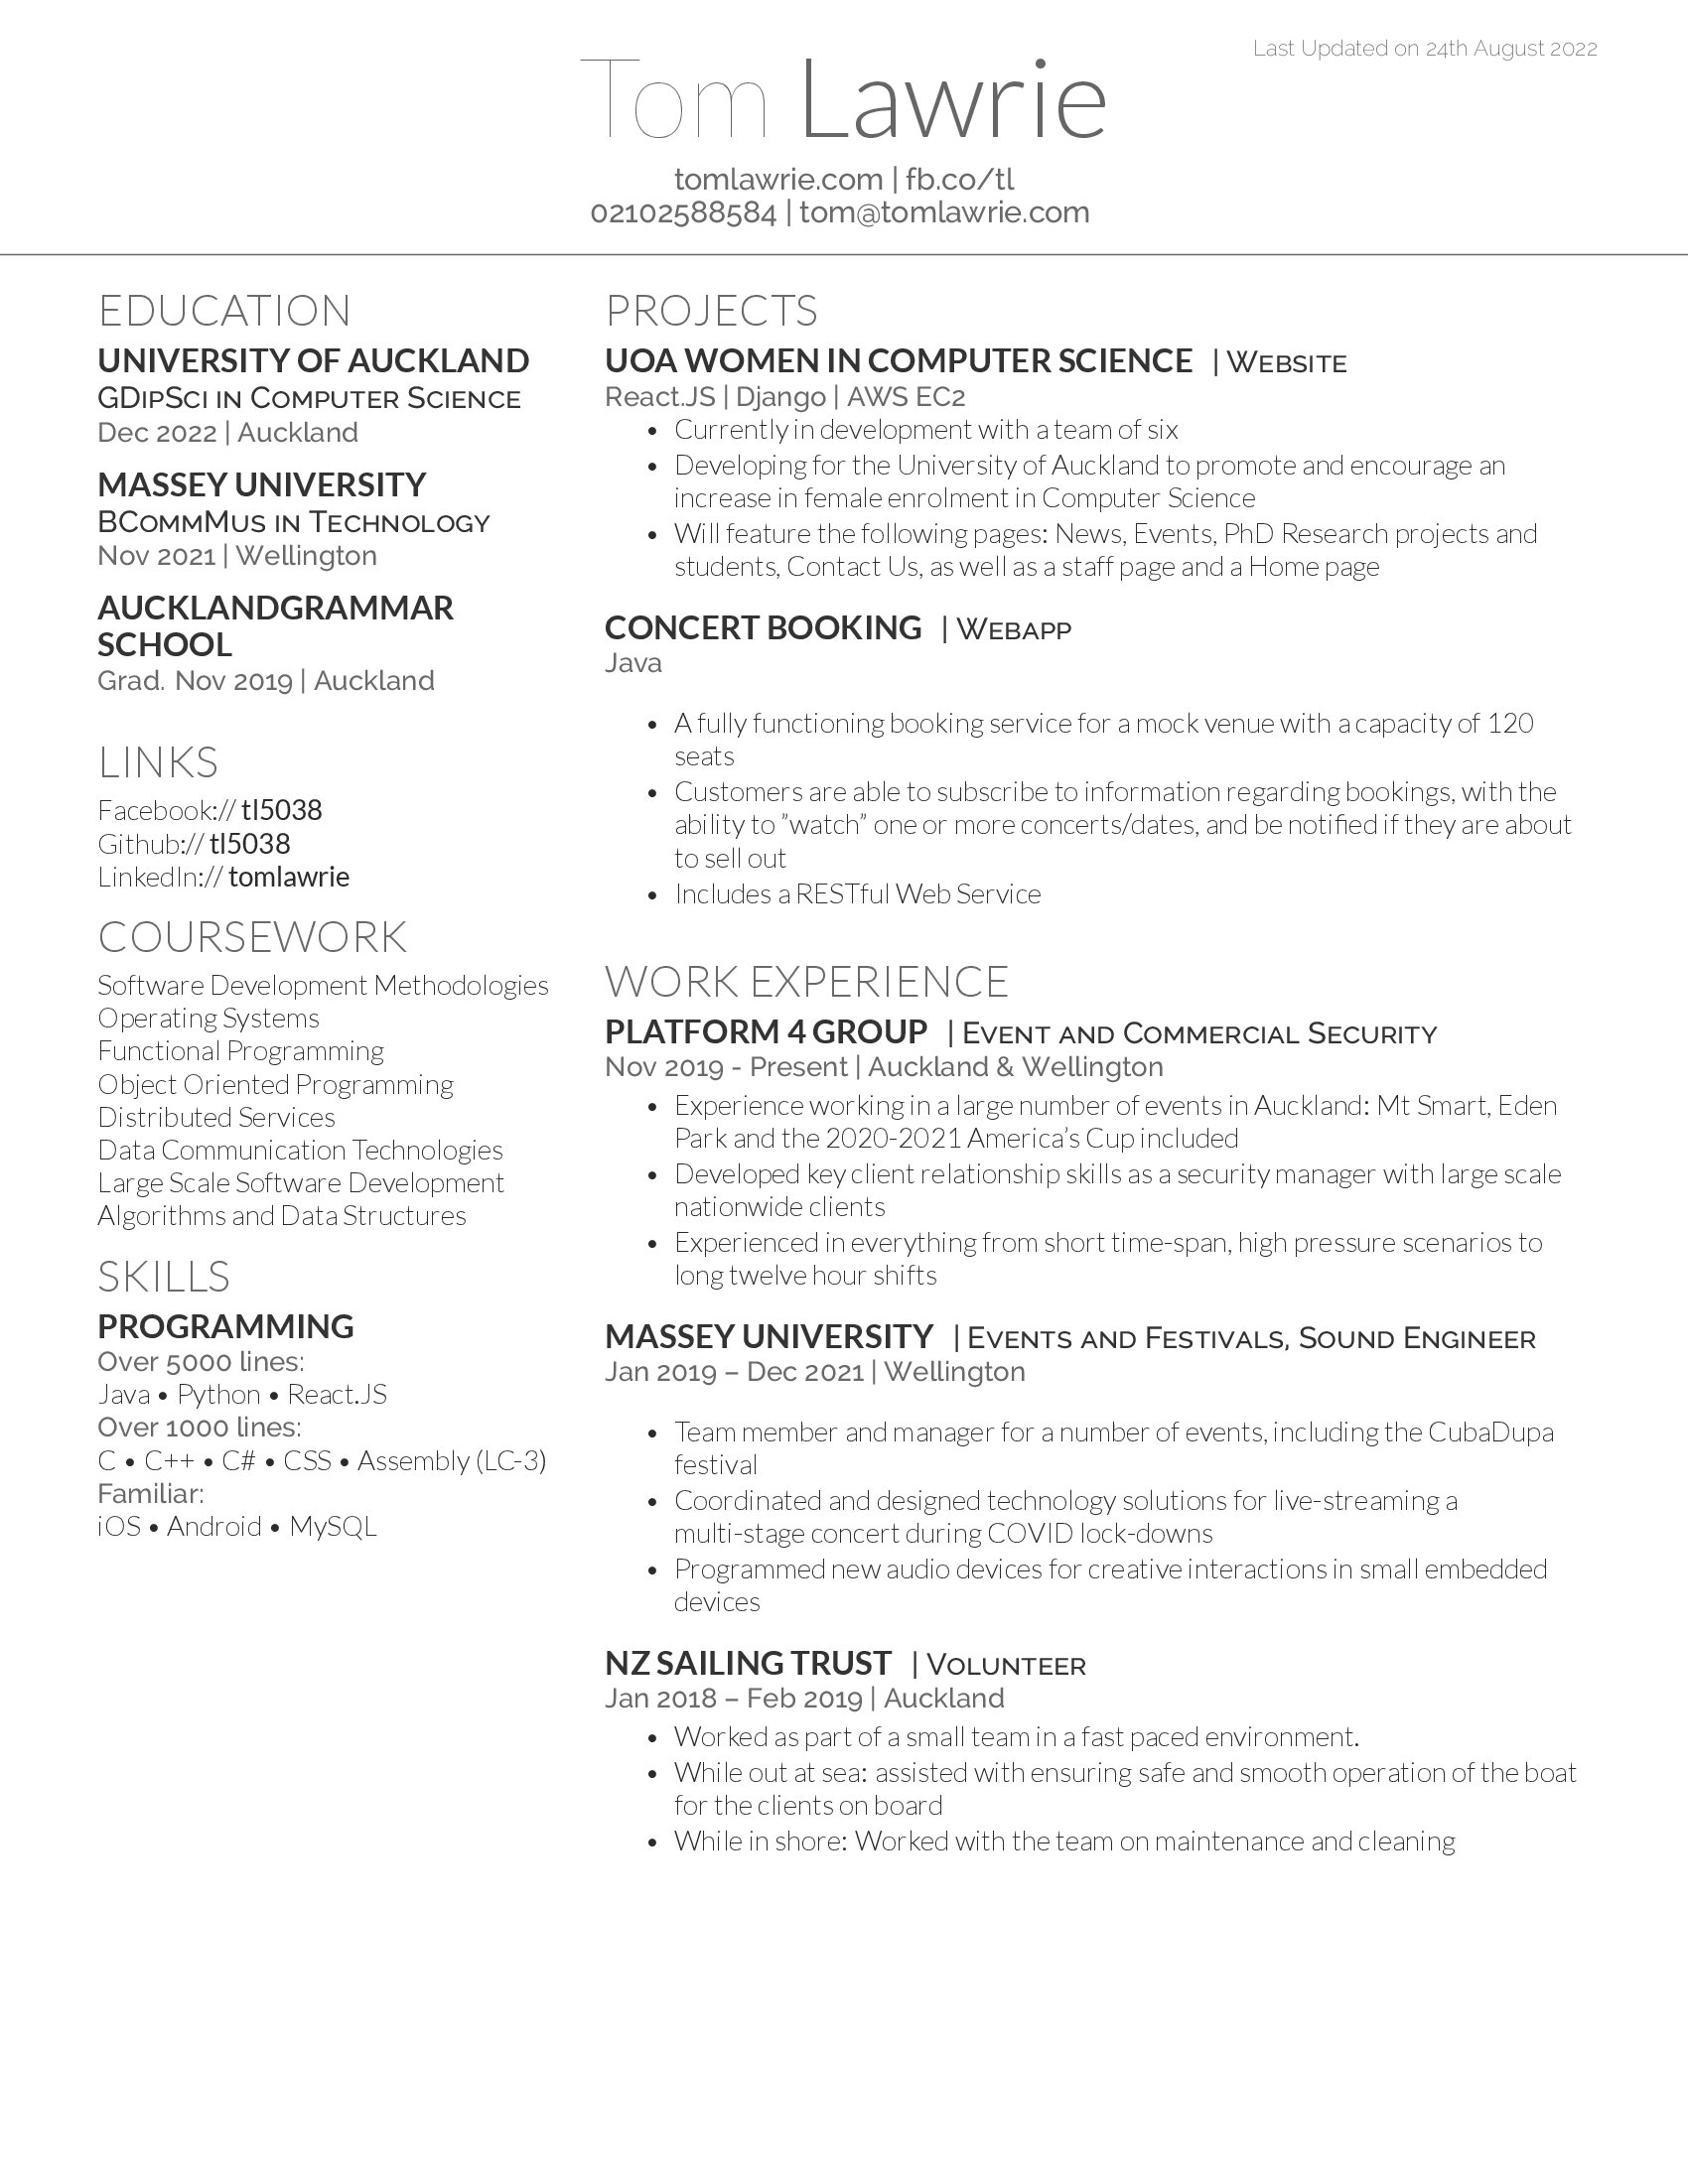 Last Updated on 24th August 2022
Tom Lawrie
tomlawrie.com | fb.co/tl
02102588584 | tom@tomlawrie.com
EDUCATION
UNIVERSITY OF AUCKLAND
GDipSci in Computer Science
Dec 2022 | Auckland
MASSEY UNIVERSITY
BCommMus in Technology
Nov 2021 | Wellington
AUCKLANDGRAMMAR
SCHOOL
Grad. Nov 2019 | Auckland
LINKS
Facebook:// tl5038
Github:// tl5038
LinkedIn:// tomlawrie
COURSEWORK
Software Development Methodologies
Operating Systems
Functional Programming
Object Oriented Programming
Distributed Services
Data Communication Technologies
Large Scale Software Development
Algorithms and Data Structures
SKILLS
PROGRAMMING
Over 5000 lines:
Java • Python • React.JS
Over 1000 lines:
C • C++ • C# • CSS • Assembly (LC-3)
Familiar:
iOS • Android • MySQL
PROJECTS
UOA WOMEN IN COMPUTER SCIENCE | Website
React.JS | Django | AWS EC2
• Currently in development with a team of six
• Developing for the University of Auckland to promote and encourage an
increase in female enrolment in Computer Science
• Will feature the following pages: News, Events, PhD Research projects and
students, Contact Us, as well as a staff page and a Home page
CONCERT BOOKING | Webapp
Java
• A fully functioning booking service for a mock venue with a capacity of 120
seats
• Customers are able to subscribe to information regarding bookings, with the
ability to ”watch” one or more concerts/dates, and be notified if they are about
to sell out
• Includes a RESTful Web Service
WORK EXPERIENCE
PLATFORM 4 GROUP | Event and Commercial Security
Nov 2019 - Present | Auckland & Wellington
• Experience working in a large number of events in Auckland: Mt Smart, Eden
Park and the 2020-2021 America’s Cup included
• Developed key client relationship skills as a security manager with large scale
nationwide clients
• Experienced in everything from short time-span, high pressure scenarios to
long twelve hour shifts
MASSEY UNIVERSITY | Events and Festivals, Sound Engineer
Jan 2019 – Dec 2021 | Wellington
• Team member and manager for a number of events, including the CubaDupa
festival
• Coordinated and designed technology solutions for live-streaming a
multi-stage concert during COVID lock-downs
• Programmed new audio devices for creative interactions in small embedded
devices
NZ SAILING TRUST | Volunteer
Jan 2018 – Feb 2019 | Auckland
• Worked as part of a small team in a fast paced environment.
• While out at sea: assisted with ensuring safe and smooth operation of the boat
for the clients on board
• While in shore: Worked with the team on maintenance and cleaning